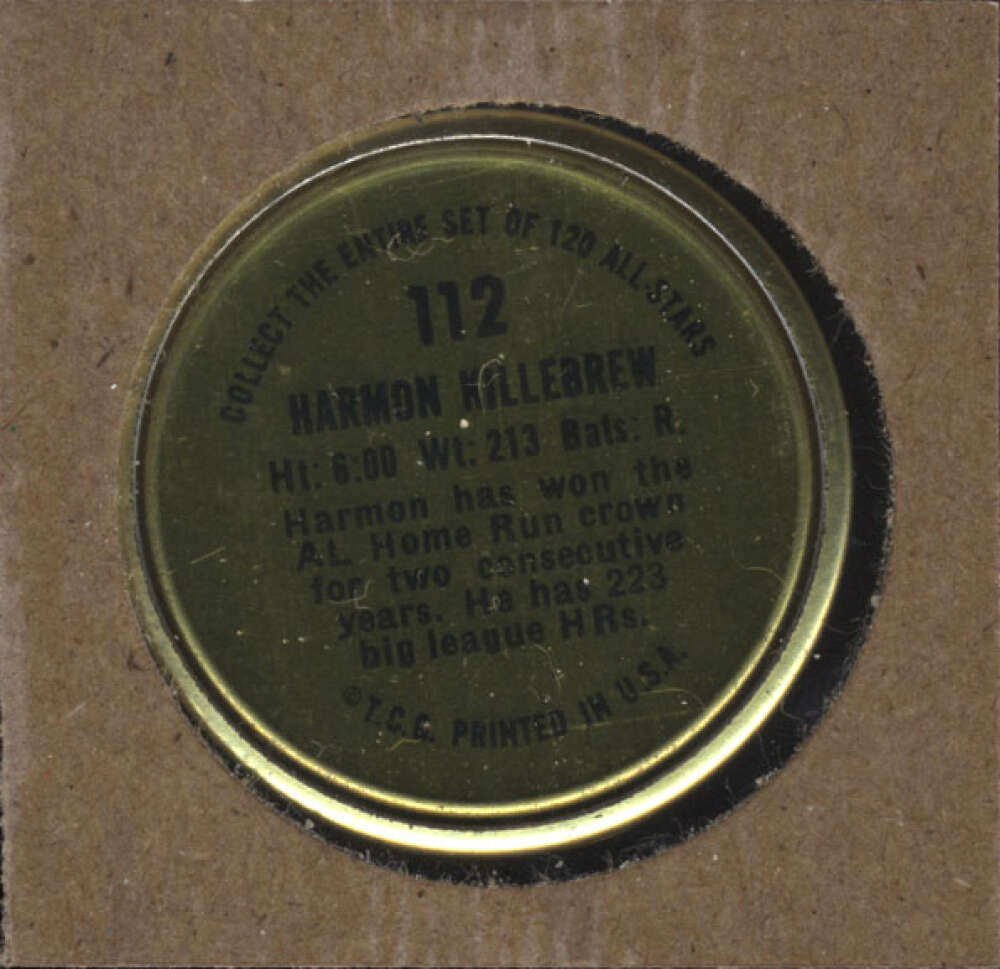 COLLECT THE ENTIRE SET OF 120 ALL-STARS
112
HARMON KILLEBREW
Ht: 6:00 Wt: 213 Bats: R.
Harmon has won the
AL Home Run crown
for two consecutive
years. He has 223
big league HRs.
©T.C.G. PRINTED IN U.S.A.